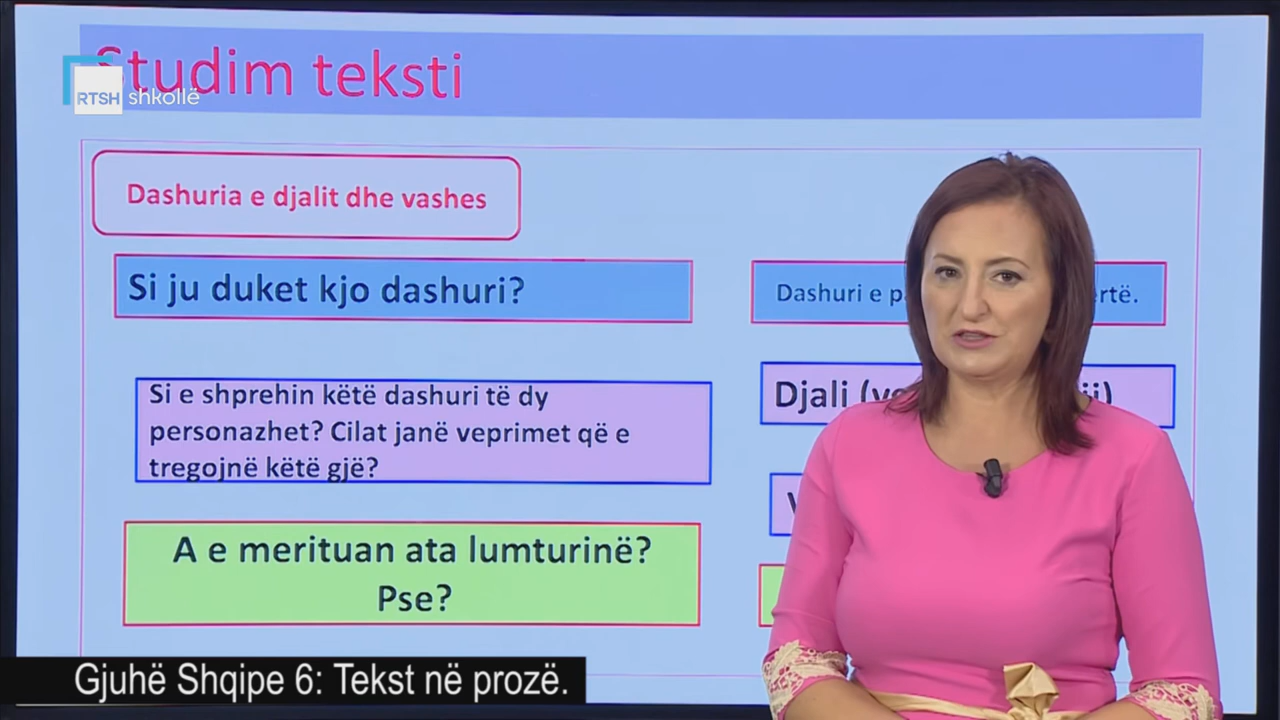 Studim teksti
RTSH shkollë
Dashuria e djalit dhe vashes
Si ju duket kjo dashuri?
Dashuri e
Si e shprehin këtë dashuri të dy
personazhet? Cilat janë veprimet që e
tregojnë këtë gjë?
Djali
A e merituan ata lumturinë?
Pse?
Gjuhë Shqipe 6: Tekst në prozë.